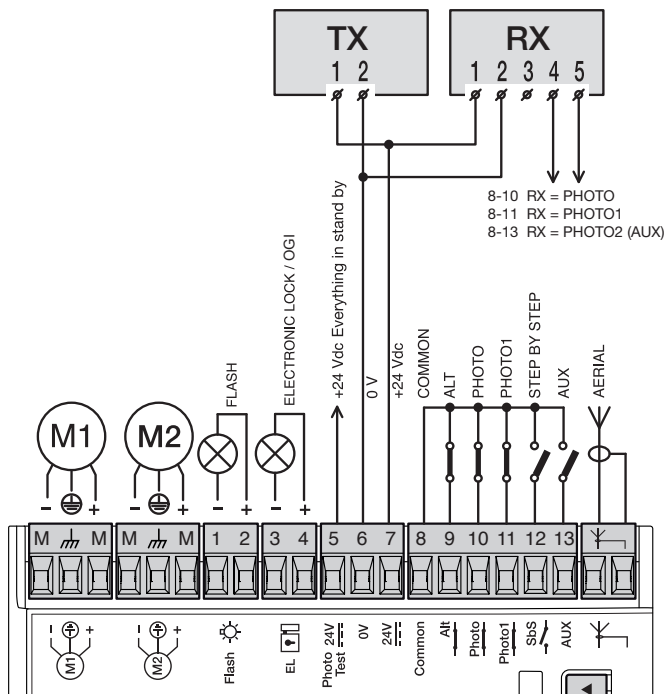 TX
1 2
RX
1 2 3 4 5
8-10 RX = PHOTO
8-11 RX = PHOTO1
8-13 RX = PHOTO2 (AUX)
FLASH
ELECTRONIC LOCK / OGI
+24 Vdc Everything in stand by
0 V
+24 Vdc
COMMON
ALT
PHOTO
PHOTO1
STEP BY STEP
AUX
AERIAL
M1
M2
- +
- +
- +
- +
M M M M 1 2 3 4 5 6 7 8 9 10 11 12 13
- +
M1
- +
M2
Flash
EL
Photo 24V
Test
0V
24V
Common
Alt
Photo
Photo1
SbS
AUX